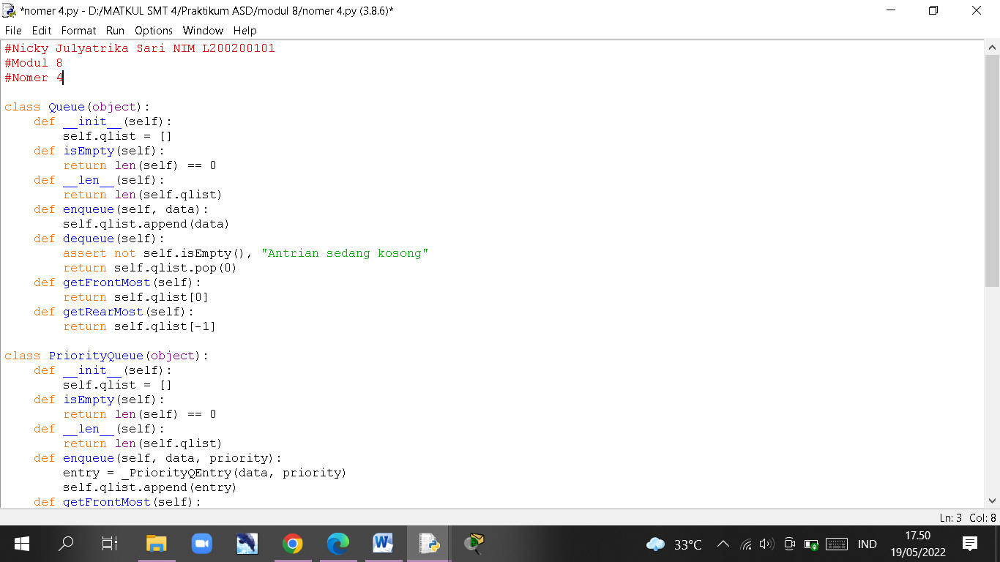 *nomer 4.py - D:/MATKUL SMT 4/Praktikum ASD/modul 8/nomer 4.py (3.8.6)*
File Edit Format Run Options Window Help
#Nicky Julyatrika Sari NIM L200200101
#Modul 8
#Nomer 4

class Queue(object):
    def __init__(self):
        self.qlist = []
    def isEmpty(self):
        return len(self) == 0
    def __len__(self):
        return len(self.qlist)
    def enqueue(self, data):
        self.qlist.append(data)
    def dequeue(self):
        assert not self.isEmpty(), "Antrian sedang kosong"
        return self.qlist.pop(0)
    def getFrontMost(self):
        return self.qlist[0]
    def getRearMost(self):
        return self.qlist[-1]

class PriorityQueue(object):
    def __init__(self):
        self.qlist = []
    def isEmpty(self):
        return len(self) == 0
    def __len__(self):
        return len(self.qlist)
    def enqueue(self, data, priority):
        entry = _PriorityQEntry(data, priority)
        self.qlist.append(entry)
    def getFrontMost(self):
Ln: 3 Col: 8
33°C
IND
17.50
19/05/2022